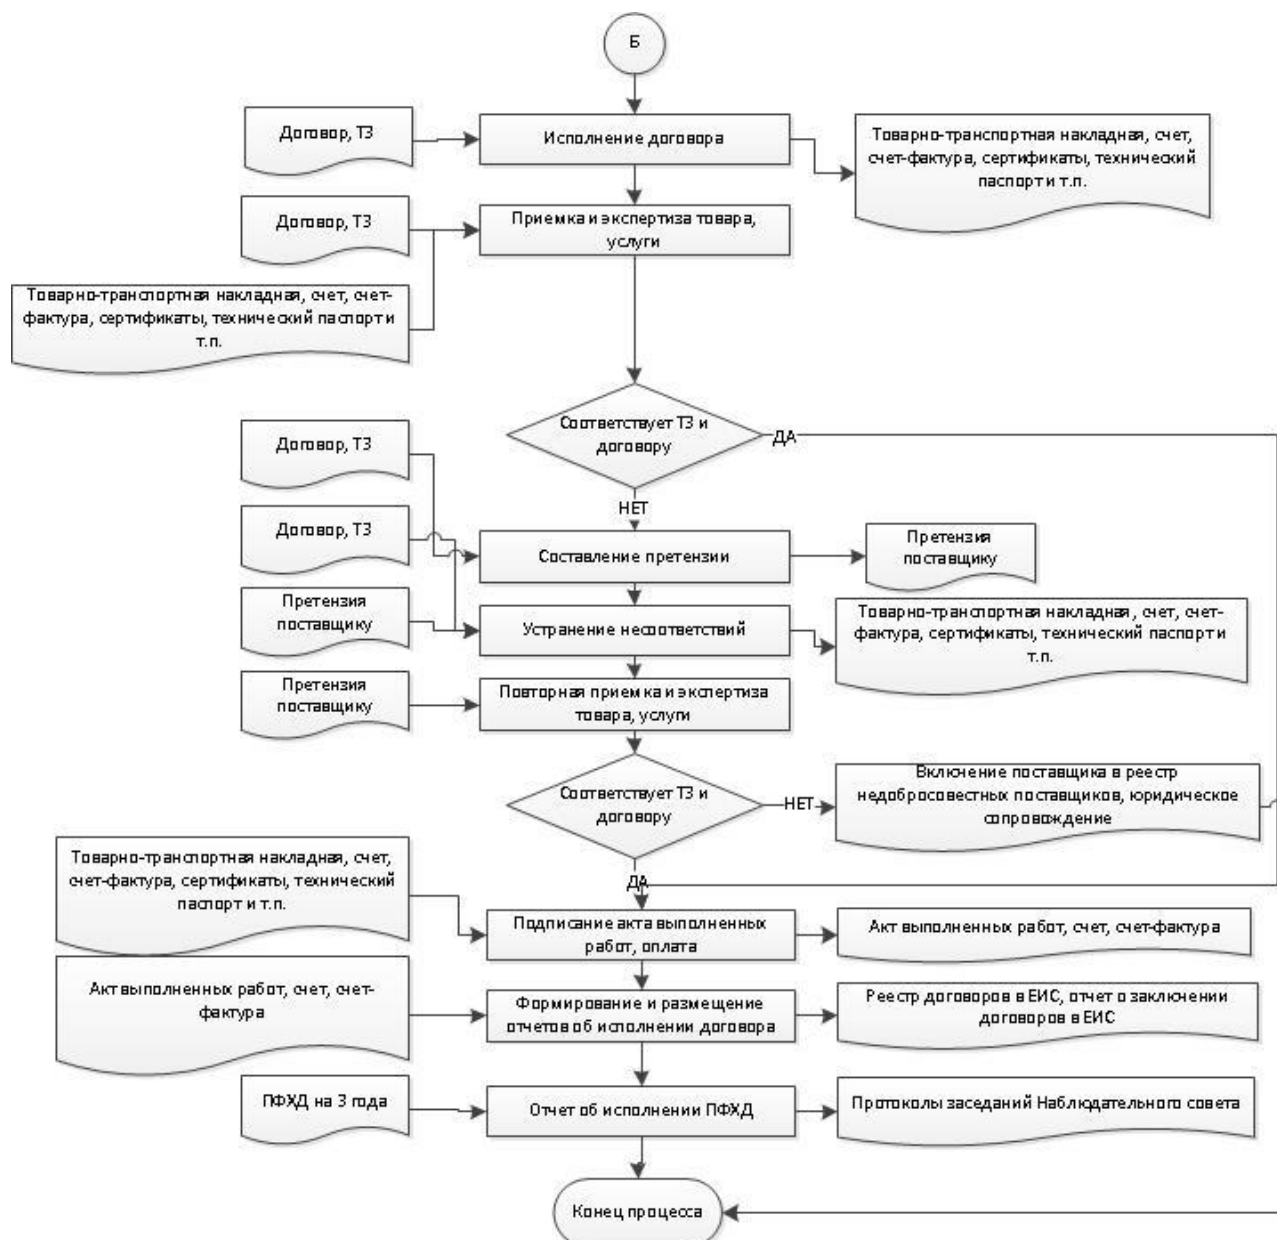 Б
Договор, ТЗ
Исполнение договора
Товарно-транспортная накладная, счет,
счет-фактура, сертификаты, технический
паспорт и т.п.
Договор, ТЗ
Приемка и экспертиза товара,
услуги
Товарно-транспортная накладная, счет, счет-
фактура, сертификаты, технический паспорт и
т.п.
Соответствует ТЗ и
договору
ДА
НЕТ
Договор, ТЗ
Договор, ТЗ
Составление претензии
Претензия
поставщику
Претензия
поставщику
Устранение несоответствий
Товарно-транспортная накладная, счет, счет-
фактура, сертификаты, технический паспорт и
т.п.
Претензия
поставщику
Повторная приемка и экспертиза
товара, услуги
Соответствует ТЗ и
договору
НЕТ
Включение поставщика в реестр
недобросовестных поставщиков, юридическое
сопровождение
ДА
Товарно-транспортная накладная, счет,
счет-фактура, сертификаты, технический
паспорт и т.п.
Подписание акта выполненных
работ, оплата
Акт выполненных работ, счет, счет-фактура
Акт выполненных работ, счет, счет-
фактура
Формирование и размещение
отчетов об исполнении договора
Реестр договоров в ЕИС, отчет о заключении
договоров в ЕИС
ПФХД на 3 года
Отчет об исполнении ПФХД
Протоколы заседаний Наблюдательного совета
Конец процесса